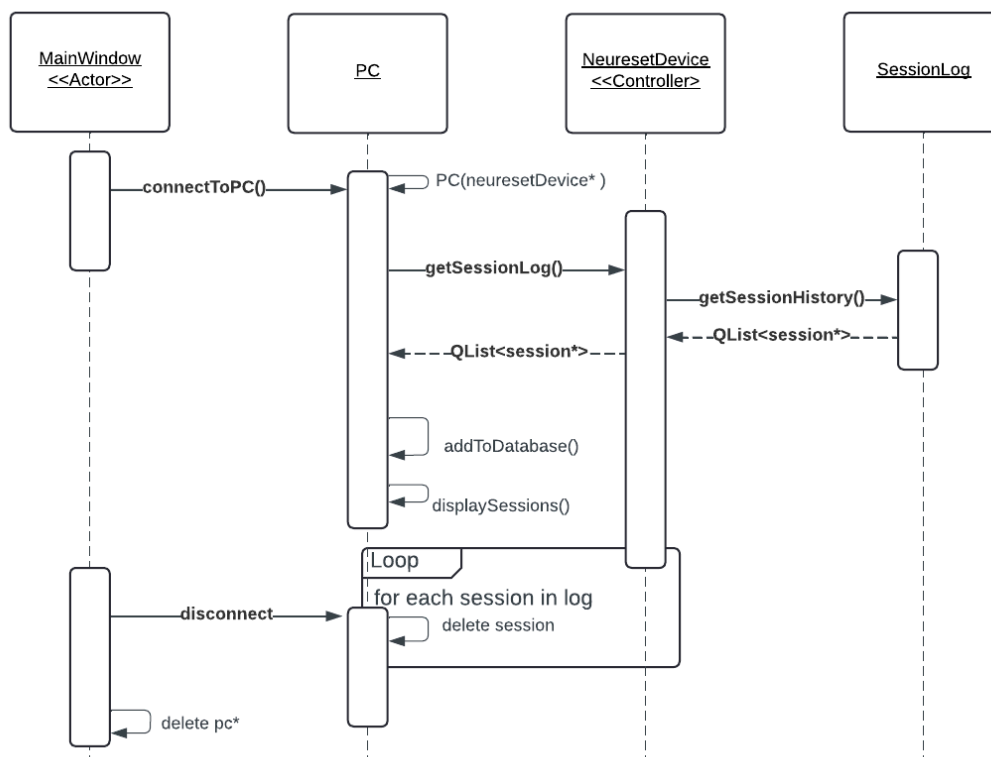 MainWindow
<<Actor>>
PC
NeuresetDevice
<<Controller>
SessionLog
connectToPC()
PC(neuresetDevice* )
getSessionLog()
getSessionHistory()
QList<session*>
QList<session*>
addToDatabase()
displaySessions()
Loop
for each session in log
disconnect
delete session
delete pc*